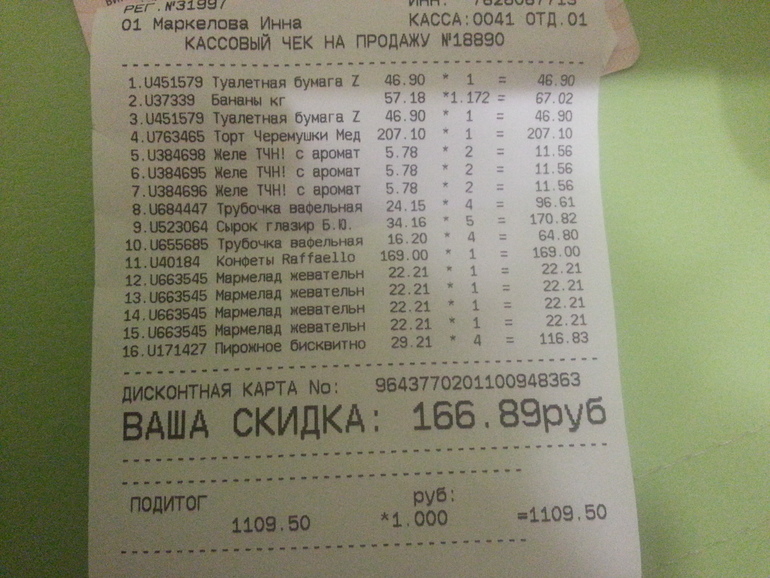 РЕГ.№31997 ИНН: 7826087713
01 Маркелова Инна КАССА:0041 ОТД.01
КАССОВЫЙ ЧЕК НА ПРОДАЖУ №18890
1.U451579 Туалетная бумага Z 46.90 * 1 = 46.90
2.U37339 Бананы кг 57.18 *1.172 = 67.02
3.U451579 Туалетная бумага Z 46.90 * 1 = 46.90
4.U763465 Торт Черемушки Мед 207.10 * 1 = 207.10
5.U384698 Желе ТЧН! с аромат 5.78 * 2 = 11.56
6.U384695 Желе ТЧН! с аромат 5.78 * 2 = 11.56
7.U384696 Желе ТЧН! с аромат 5.78 * 2 = 11.56
8.U684447 Трубочка вафельная 24.15 * 4 = 96.61
9.U523064 Сырок глазир Б.Ю. 34.16 * 5 = 170.82
10.U655685 Трубочка вафельная 16.20 * 4 = 64.80
11.U40184 Конфеты Raffaello 169.00 * 1 = 169.00
12.U663545 Мармелад жевательн 22.21 * 1 = 22.21
13.U663545 Мармелад жевательн 22.21 * 1 = 22.21
14.U663545 Мармелад жевательн 22.21 * 1 = 22.21
15.U663545 Мармелад жевательн 22.21 * 1 = 22.21
16.U171427 Пирожное бисквитно 29.21 * 4 = 116.83
ДИСКОНТНАЯ КАРТА No: 9643770201100948363
ВАША СКИДКА: 166.89руб
ПОДИТОГ руб:
1109.50 *1.000 =1109.50